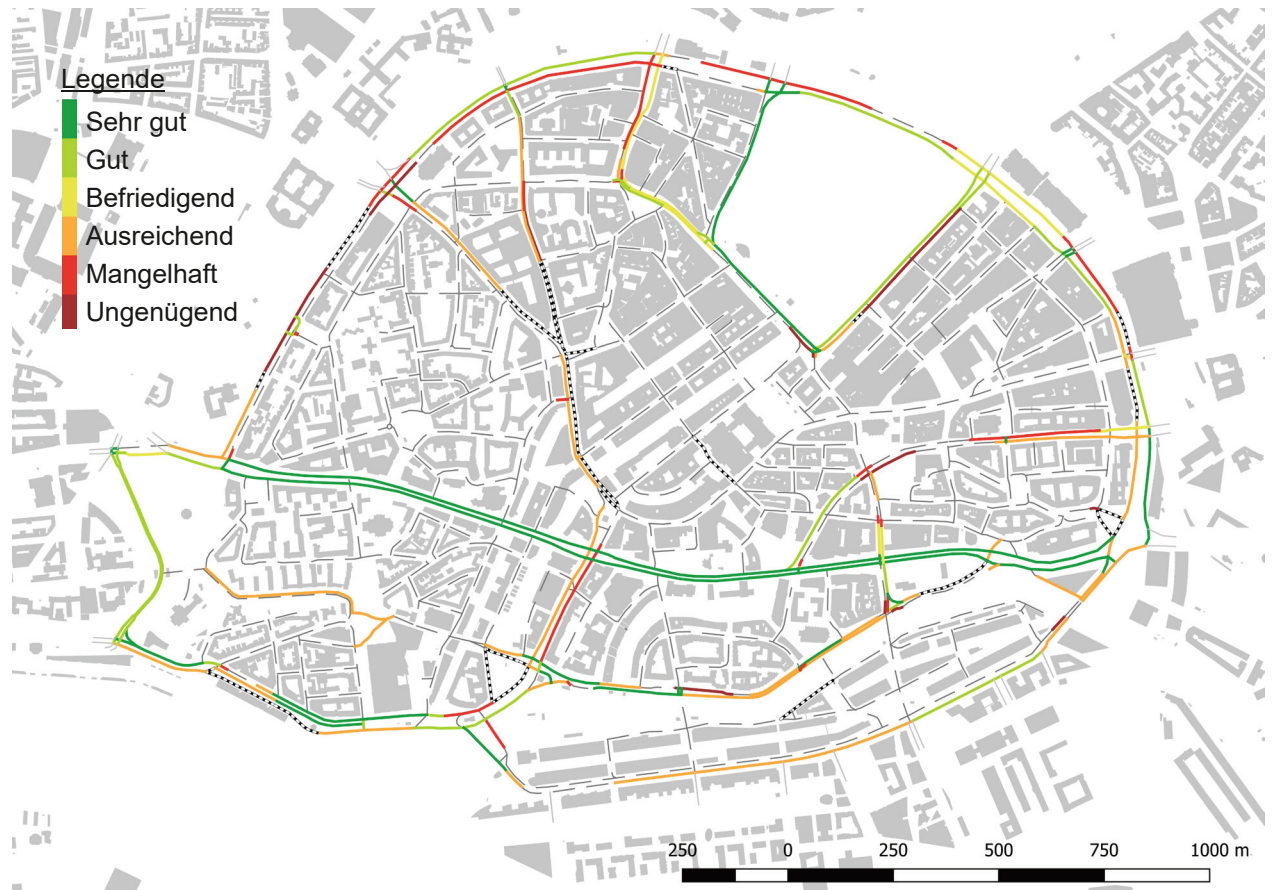 Legende
Sehr gut
Gut
Befriedigend
Ausreichend
Mangelhaft
Ungenügend
250 0 250 500 750 1000 m